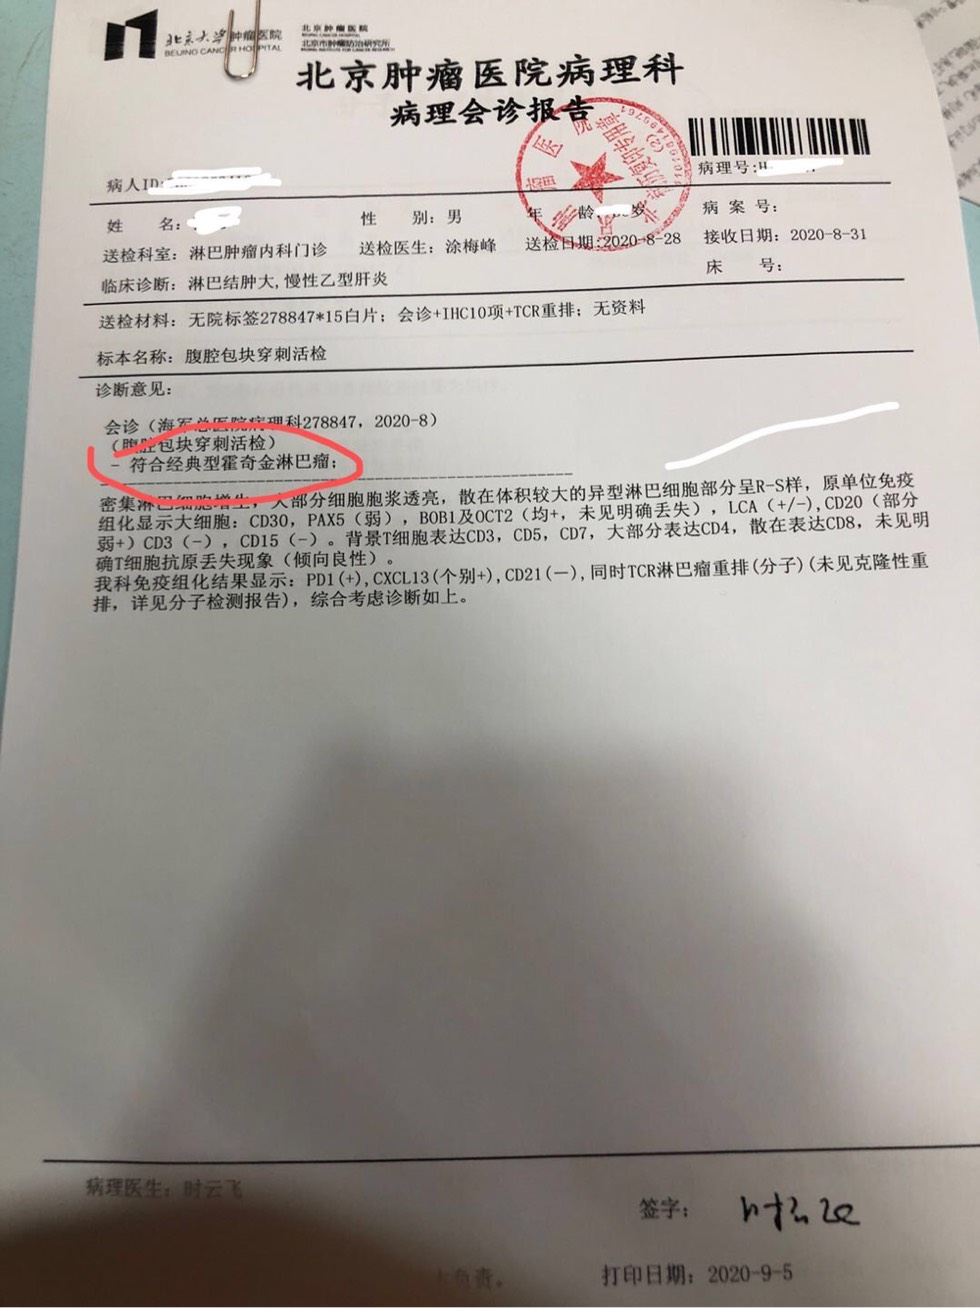 北京大学肿瘤医院
BEIJING CANCER HOSPITAL
北京肿瘤医院
北京市肿瘤防治研究所
北京肿瘤医院病理科
病理会诊报告
病人ID:
病理号:
姓 名:
性 别: 男
年 龄: 岁
病 案 号:
送检科室: 淋巴肿瘤内科门诊 送检医生: 涂梅峰 送检日期:2020-8-28 接收日期: 2020-8-31
临床诊断: 淋巴结肿大,慢性乙型肝炎
床 号:
送检材料: 无院标签278847*15白片; 会诊+IHC10项+TCR重排; 无资料
标本名称: 腹腔包块穿刺活检
诊断意见:
会诊（海军总医院病理科278847, 2020-8）
（腹腔包块穿刺活检）
- 符合经典型霍奇金淋巴瘤;
密集淋巴细胞增生, 大部分细胞胞浆透亮, 散在体积较大的异型淋巴细胞部分呈R-S样, 原单位免疫
组化显示大细胞: CD30, PAX5（弱）, BOB1及OCT2（均+, 未见明确丢失）, LCA（+/-）, CD20（部分
弱+）CD3（-）, CD15（-）。背景T细胞表达CD3, CD5, CD7, 大部分表达CD4, 散在表达CD8, 未见明
确T细胞抗原丢失现象（倾向良性）。
我科免疫组化结果显示: PD1(+), CXCL13(个别+), CD21(—), 同时TCR淋巴瘤重排(分子)(未见克隆性重
排, 详见分子检测报告), 综合考虑诊断如上。
病理医生: 时云飞
签字: 时云飞
负责。
打印日期: 2020-9-5